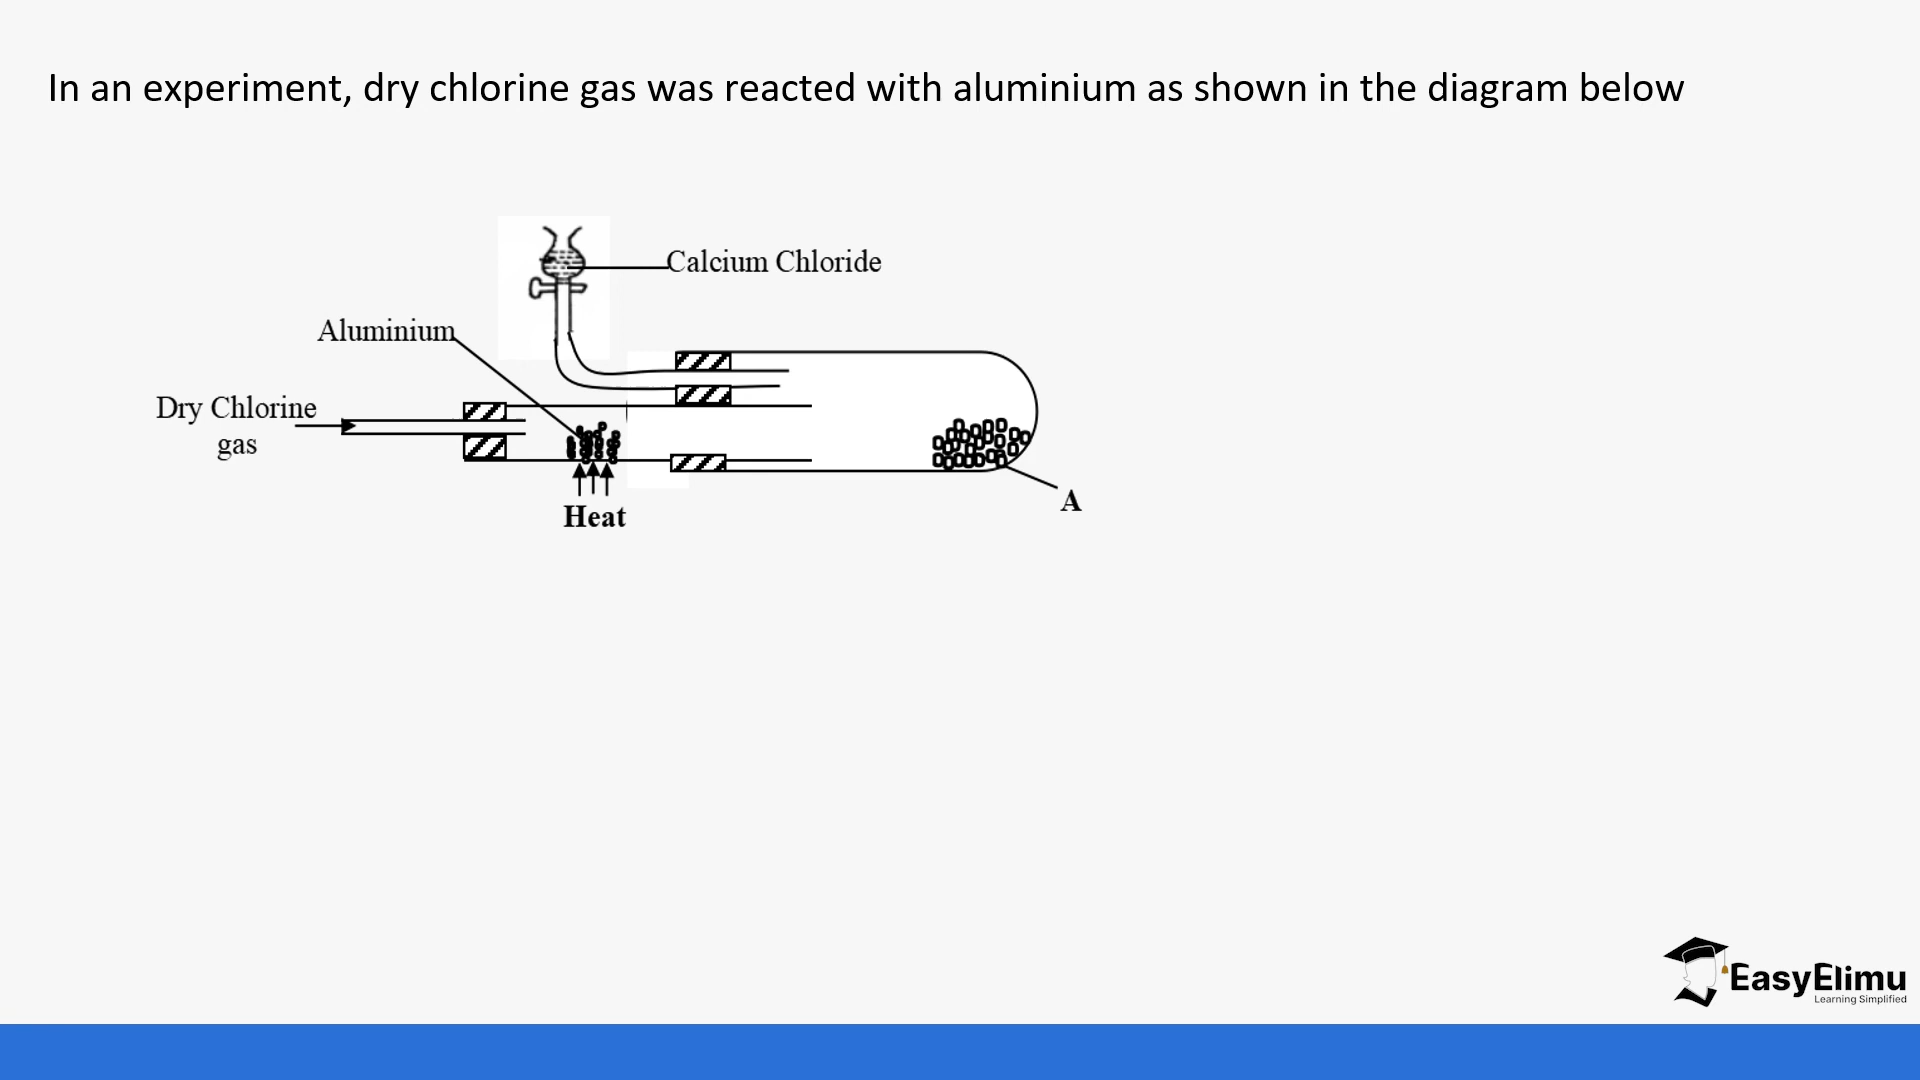 In an experiment, dry chlorine gas was reacted with aluminium as shown in the diagram below
Calcium Chloride
Aluminium
Dry Chlorine
gas
Heat
A
EasyElimu
Learning Simplified